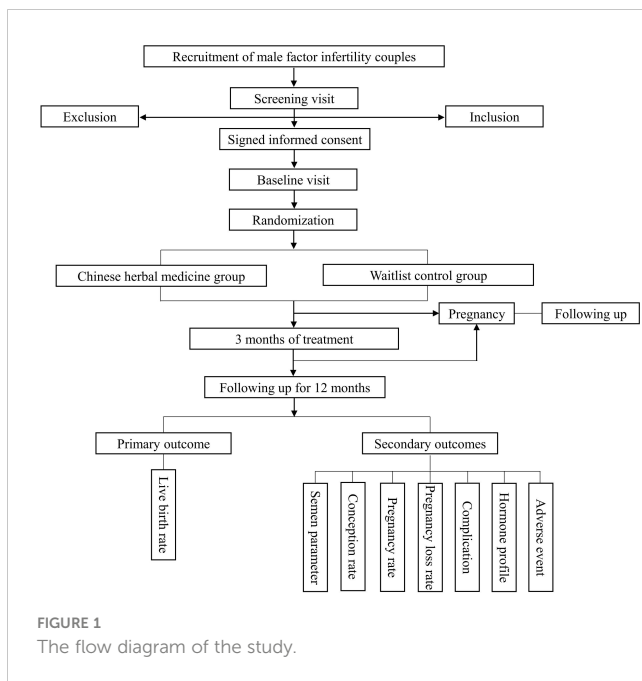 Recruitment of male factor infertility couples
Screening visit
Exclusion
Inclusion
Signed informed consent
Baseline visit
Randomization
Chinese herbal medicine group
Waitlist control group
Pregnancy
Following up
3 months of treatment
Following up for 12 months
Primary outcome
Secondary outcomes
Live birth rate
Semen parameter
Conception rate
Pregnancy rate
Pregnancy loss rate
Complication
Hormone profile
Adverse event
FIGURE 1
The flow diagram of the study.